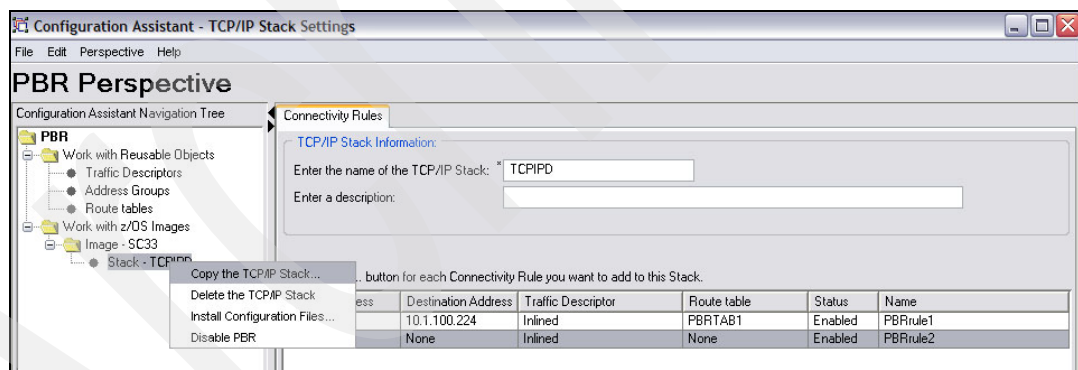 Configuration Assistant - TCP/IP Stack Settings
File Edit Perspective Help
PBR Perspective
Configuration Assistant Navigation Tree
PBR
Work with Reusable Objects
Traffic Descriptors
Address Groups
Route tables
Work with z/OS Images
Image - SC33
Stack - TCPIPD
Copy the TCP/IP Stack...
Delete the TCP/IP Stack
Install Configuration Files...
Disable PBR
Connectivity Rules
TCP/IP Stack Information:
Enter the name of the TCP/IP Stack: * TCPIPD
Enter a description:
... button for each Connectivity Rule you want to add to this Stack.
ess Destination Address Traffic Descriptor Route table Status Name
10.1.100.224 Inlined PBRTAB1 Enabled PBRrule1
None Inlined None Enabled PBRrule2